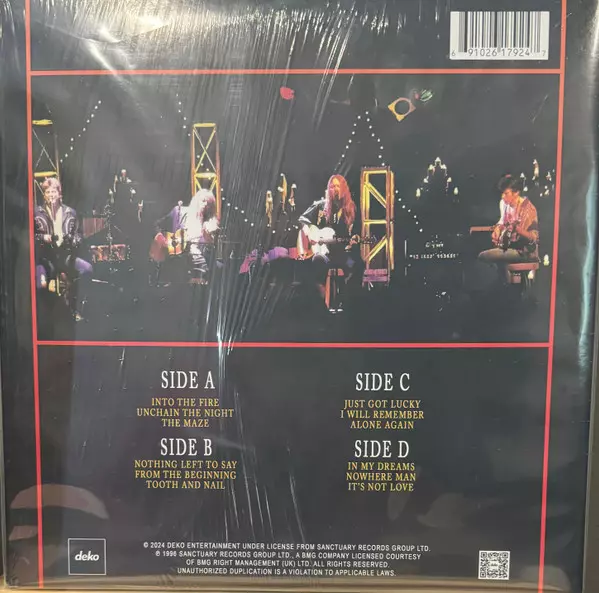 6 91026 17924 7
SIDE A
INTO THE FIRE
UNCHAIN THE NIGHT
THE MAZE
SIDE B
NOTHING LEFT TO SAY
FROM THE BEGINNING
TOOTH AND NAIL
SIDE C
JUST GOT LUCKY
I WILL REMEMBER
ALONE AGAIN
SIDE D
IN MY DREAMS
NOWHERE MAN
IT'S NOT LOVE
deko
© 2024 DEKO ENTERTAINMENT UNDER LICENSE FROM SANCTUARY RECORDS GROUP LTD.
℗ 1998 SANCTUARY RECORDS GROUP LTD., A BMG COMPANY LICENSED COURTESY
OF BMG RIGHT MANAGEMENT (UK) LTD..ALL RIGHTS RESERVED.
UNAUTHORIZED DUPLICATION IS A VIOLATION TO APPLICABLE LAWS.